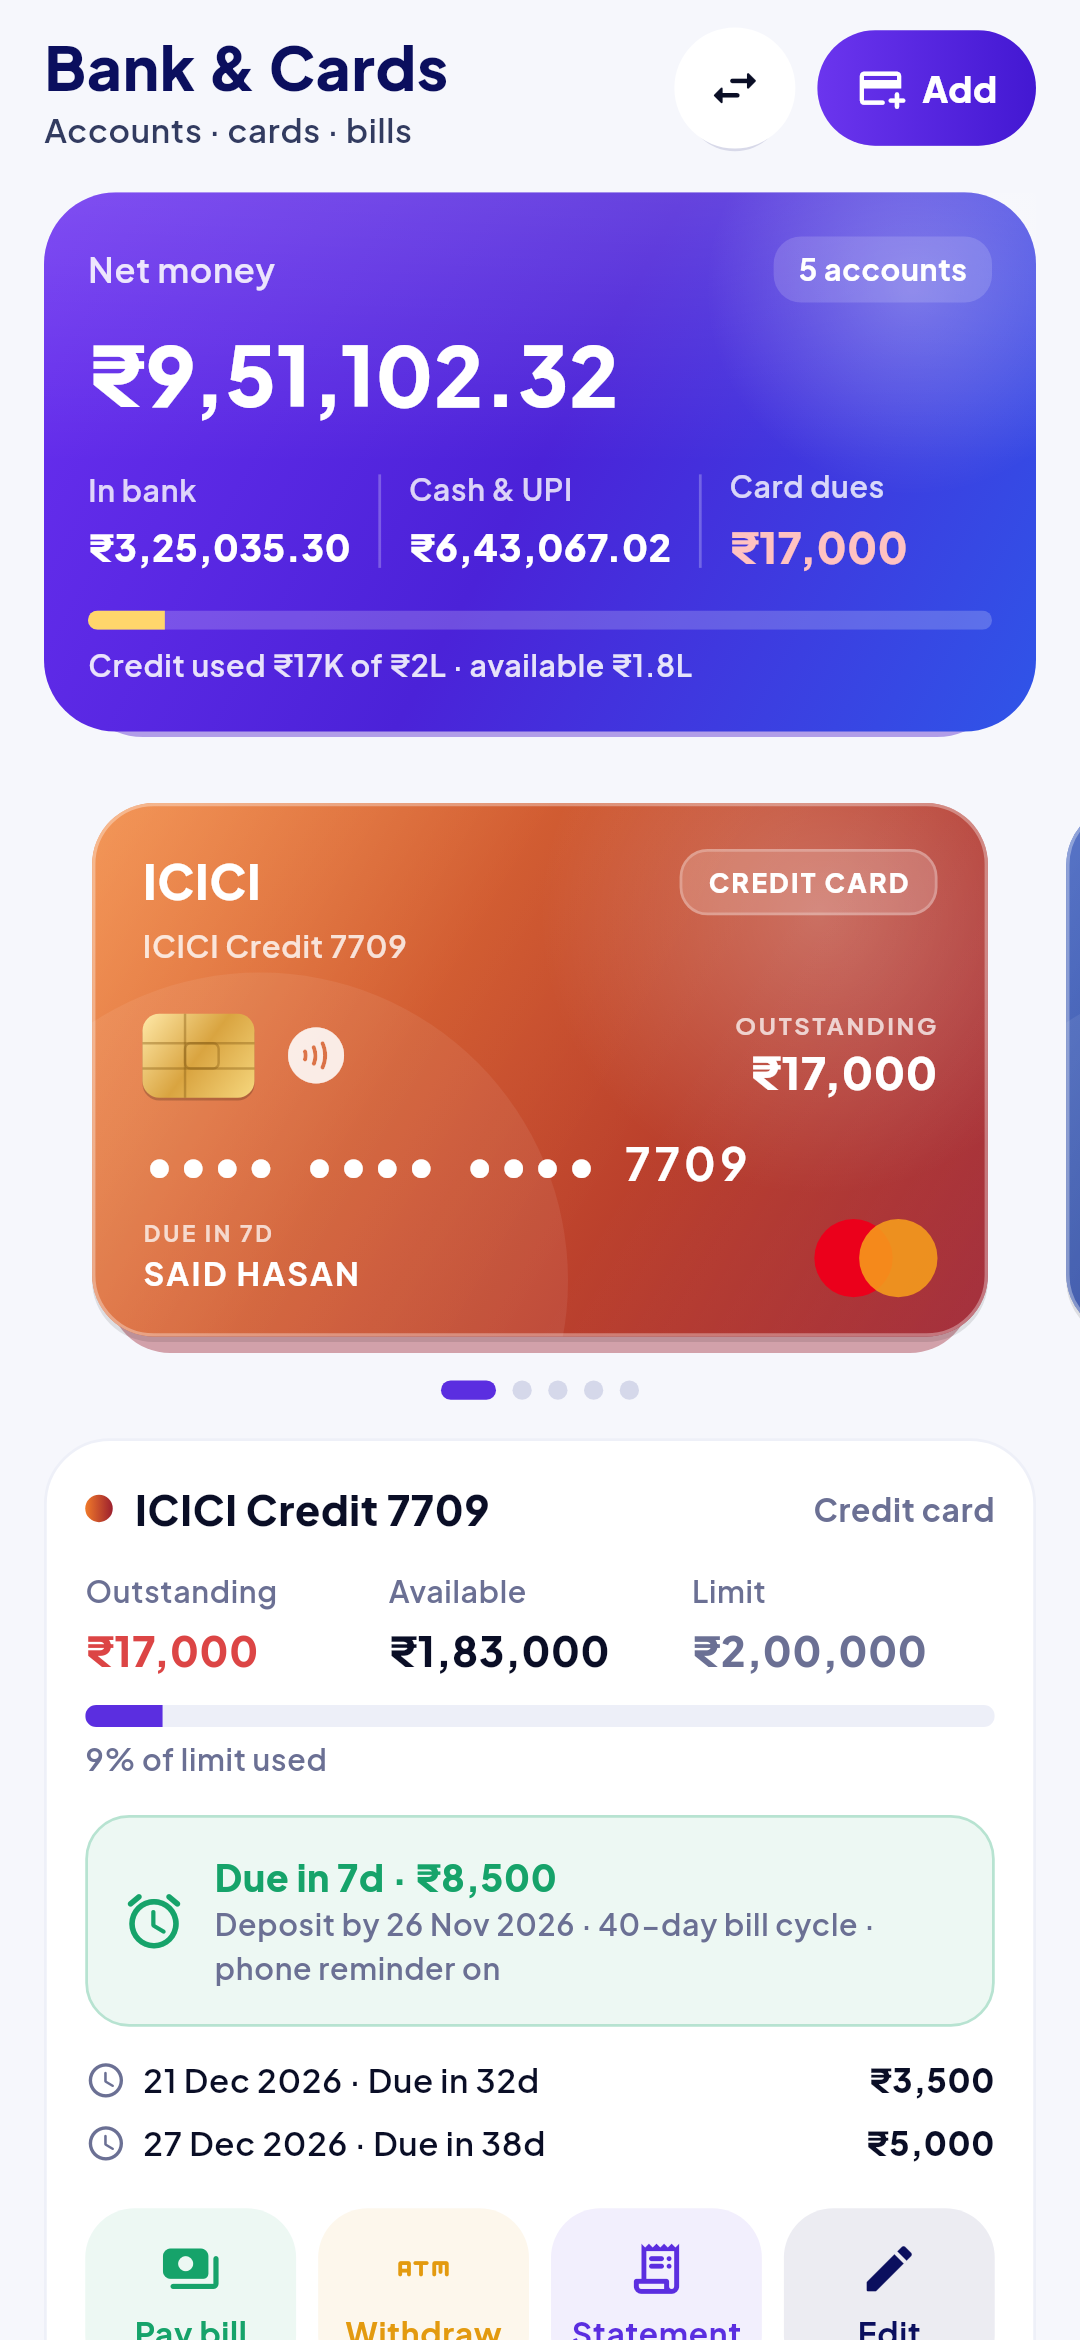 Bank & Cards
Accounts · cards · bills
Add
Net money
5 accounts
₹9,51,102.32
In bank
Cash & UPI
Card dues
₹3,25,035.30
₹6,43,067.02
₹17,000
Credit used ₹17K of ₹2L · available ₹1.8L
ICICI
CREDIT CARD
ICICI Credit 7709
OUTSTANDING
₹17,000
•••• •••• •••• 7709
DUE IN 7D
SAID HASAN
ICICI Credit 7709
Credit card
Outstanding
Available
Limit
₹17,000
₹1,83,000
₹2,00,000
9% of limit used
Due in 7d · ₹8,500
Deposit by 26 Nov 2026 · 40-day bill cycle ·
phone reminder on
21 Dec 2026 · Due in 32d
₹3,500
27 Dec 2026 · Due in 38d
₹5,000
ATM
Pay bill
Withdraw
Statement
Edit